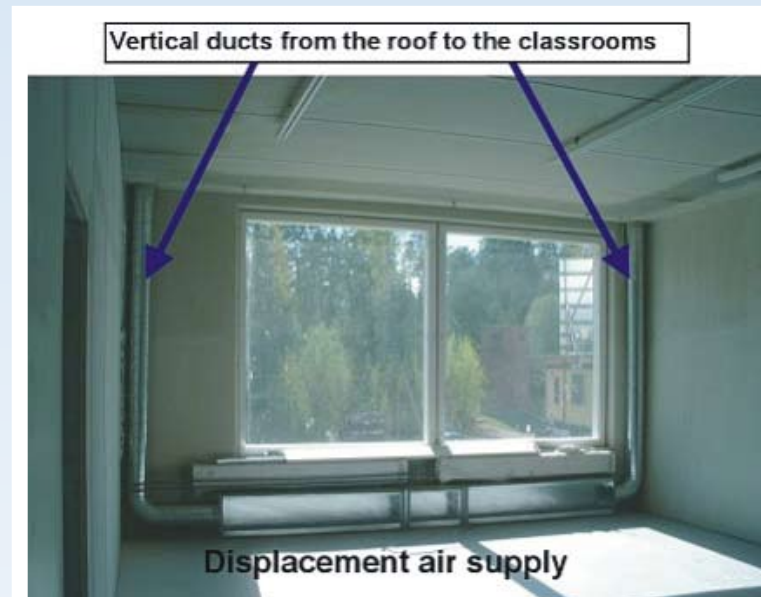 Vertical ducts from the roof to the classrooms
Displacement air supply